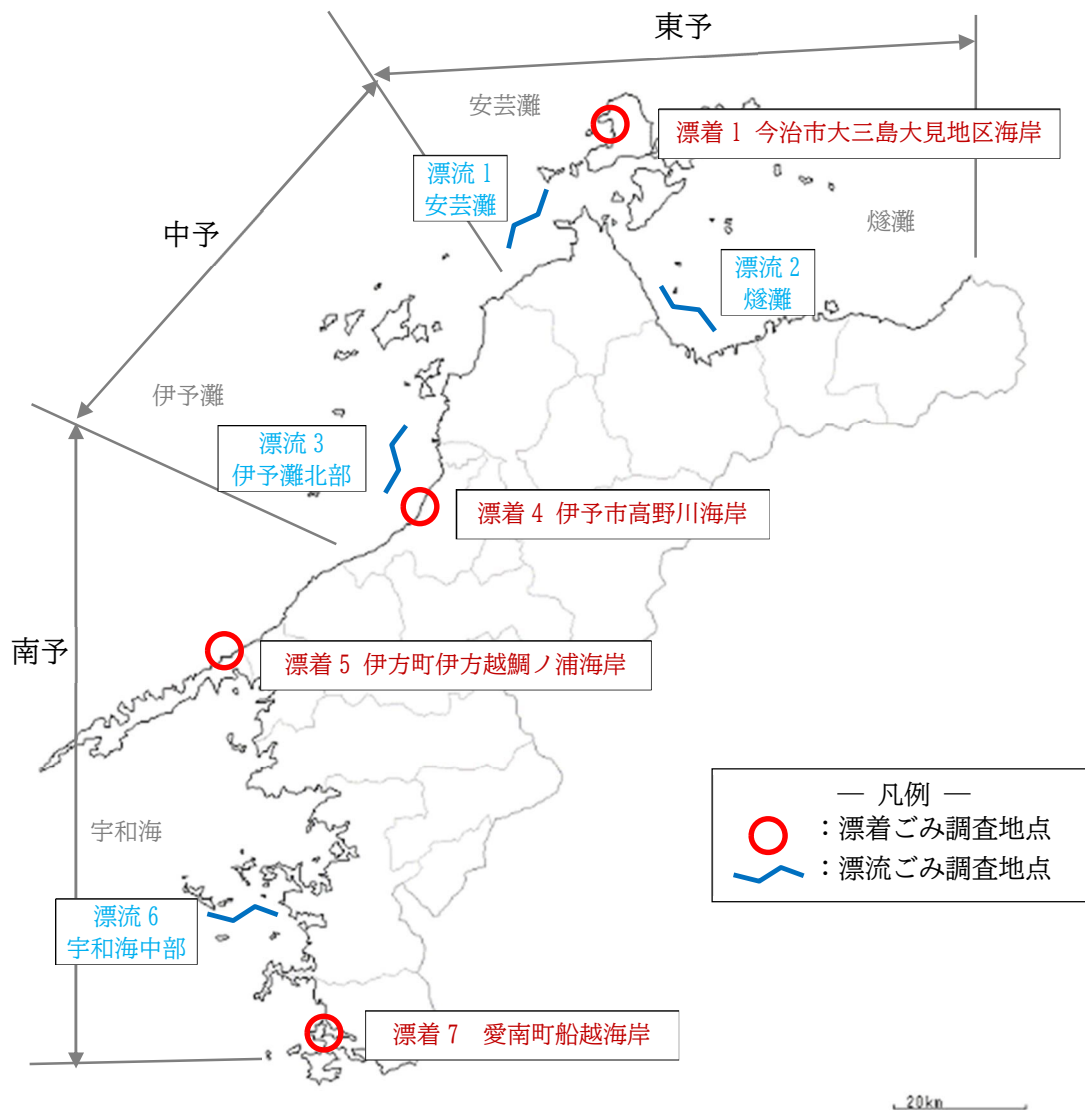 東予
安芸灘
漂着 1 今治市大三島大見地区海岸
漂流 1
安芸灘
燧灘
中予
漂流 2
燧灘
伊予灘
漂流 3
伊予灘北部
漂着 4 伊予市高野川海岸
南予
漂着 5 伊方町伊方越鯛ノ浦海岸
宇和海
― 凡例 ―
：漂着ごみ調査地点
：漂流ごみ調査地点
漂流 6
宇和海中部
漂着 7　愛南町船越海岸
20km